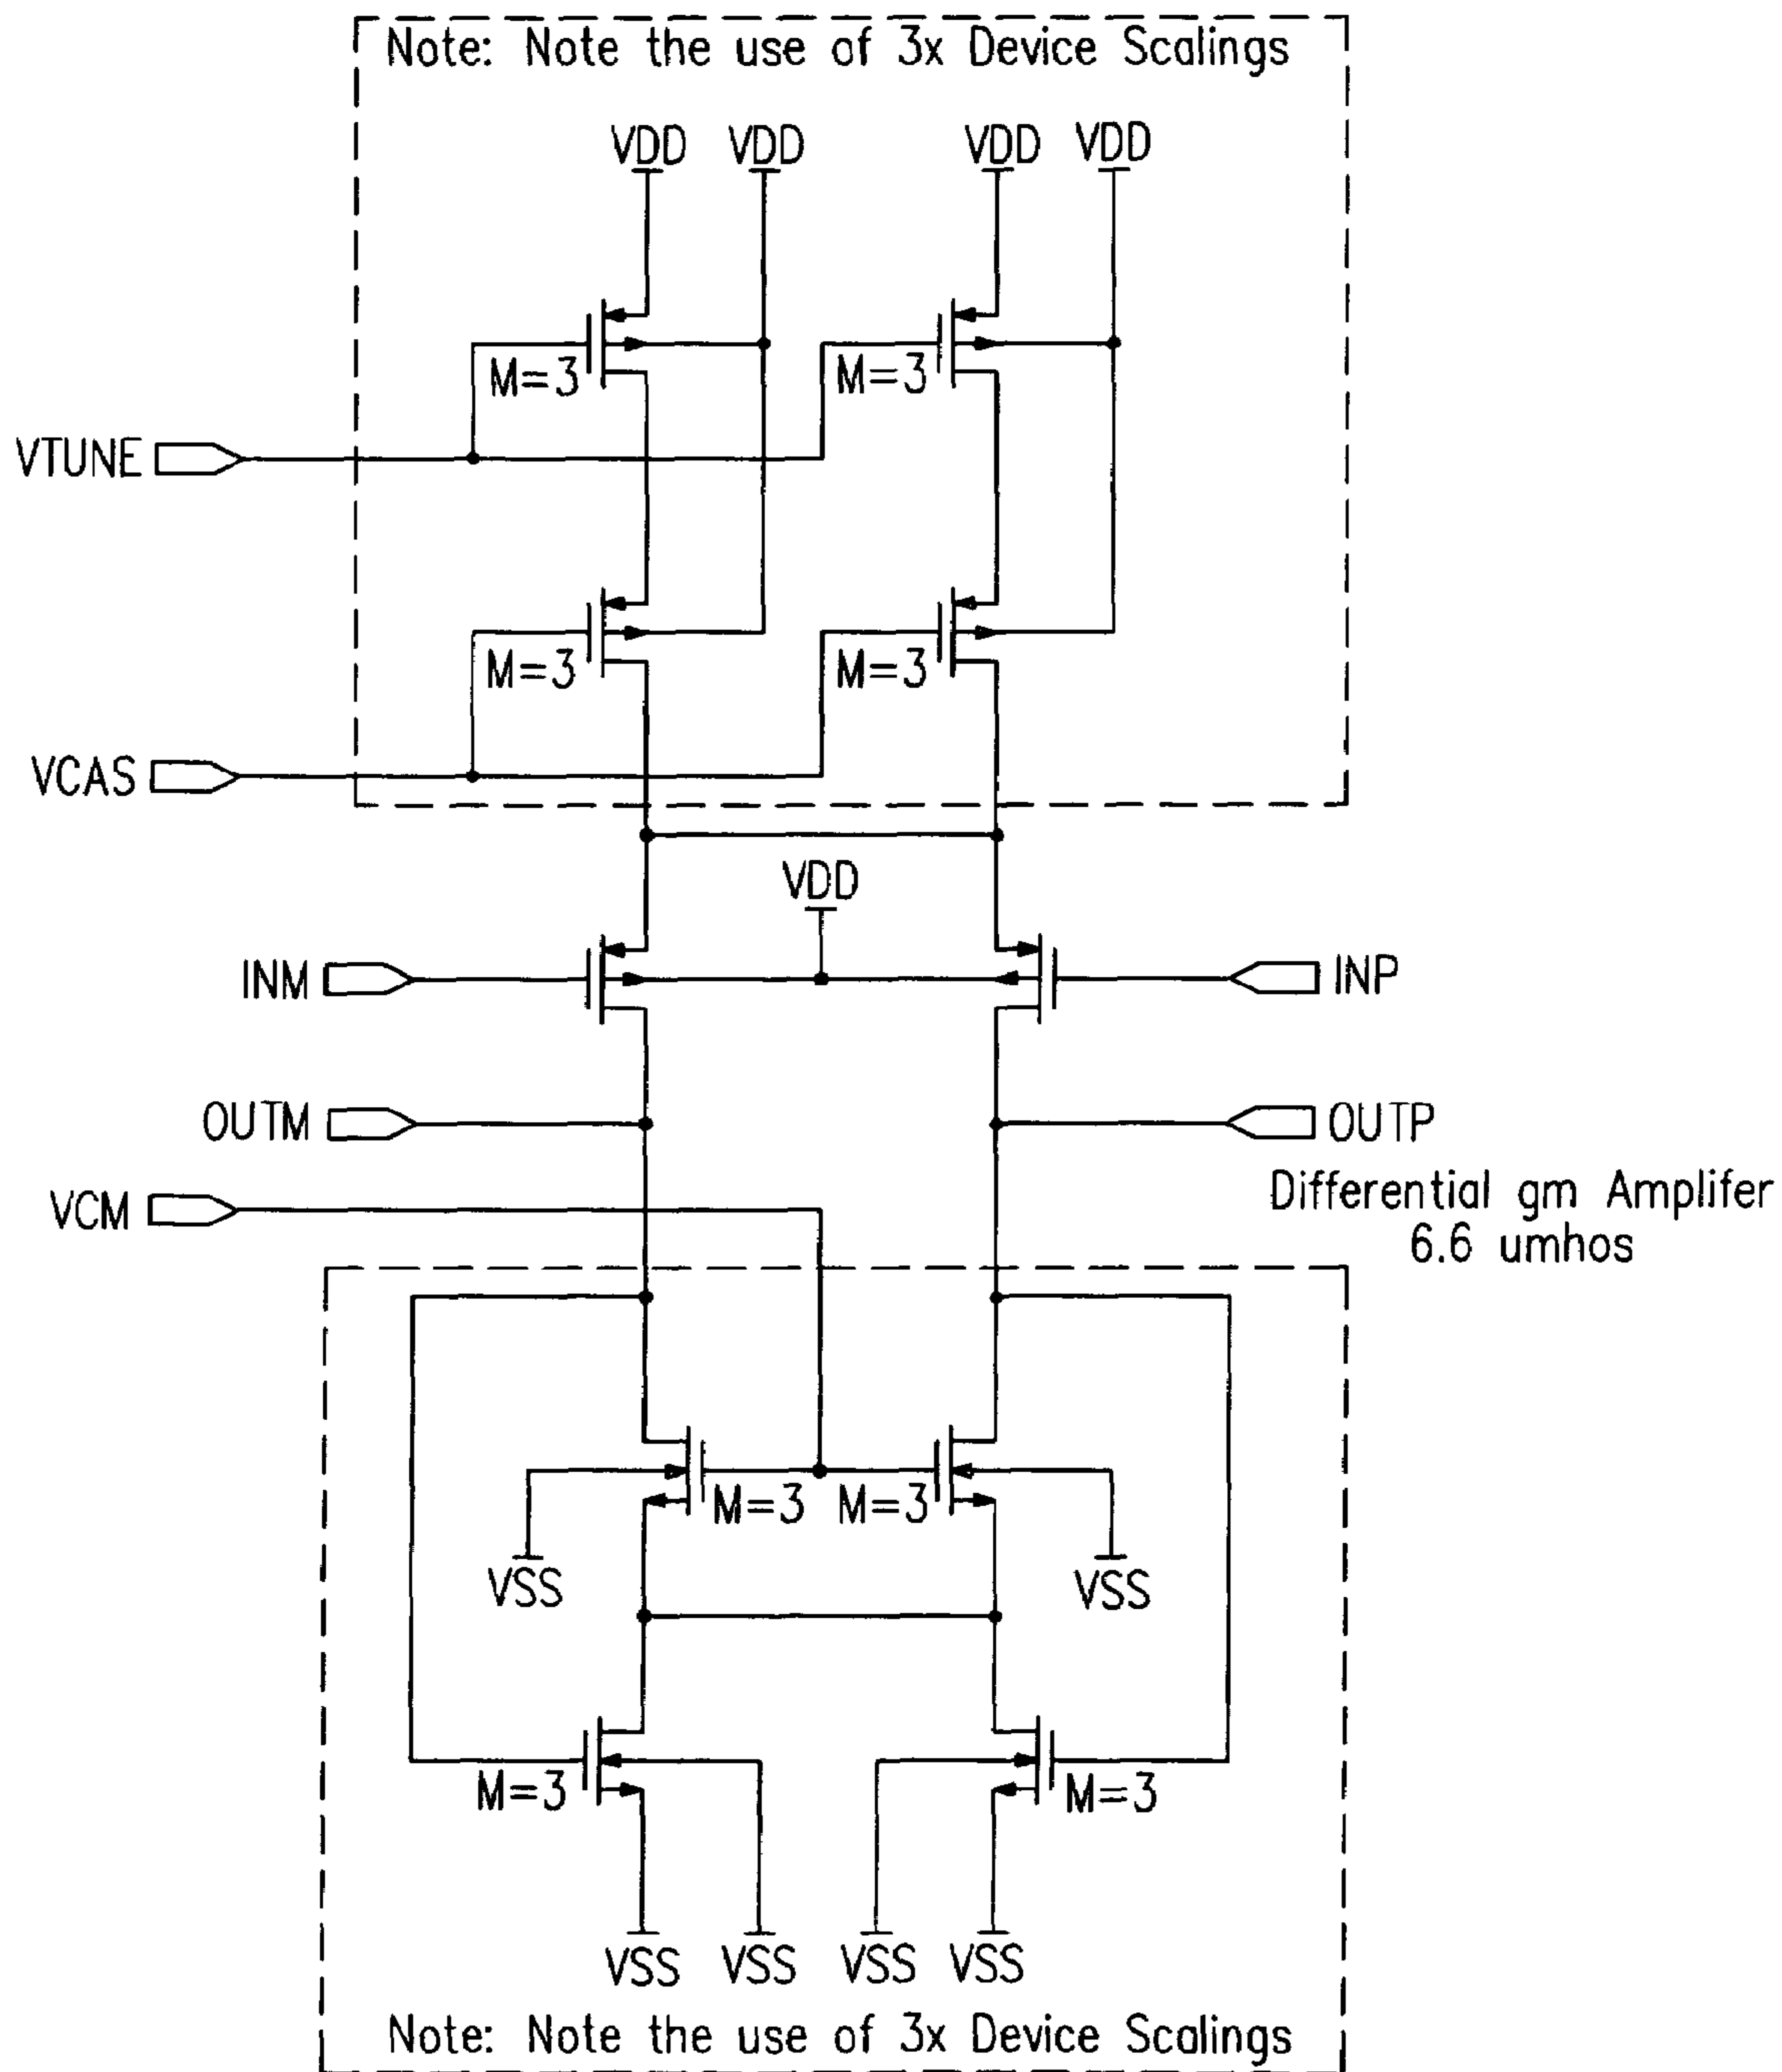 Note: Note the use of 3x Device Scalings
VDD VDD VDD VDD
M=3 M=3
VTUNE
M=3 M=3
VCAS
VDD
INM INP
OUTM OUTP
VCM
Differential gm Amplifer
6.6 umhos
M=3 M=3
VSS VSS
M=3 M=3
VSS VSS VSS VSS
Note: Note the use of 3x Device Scalings